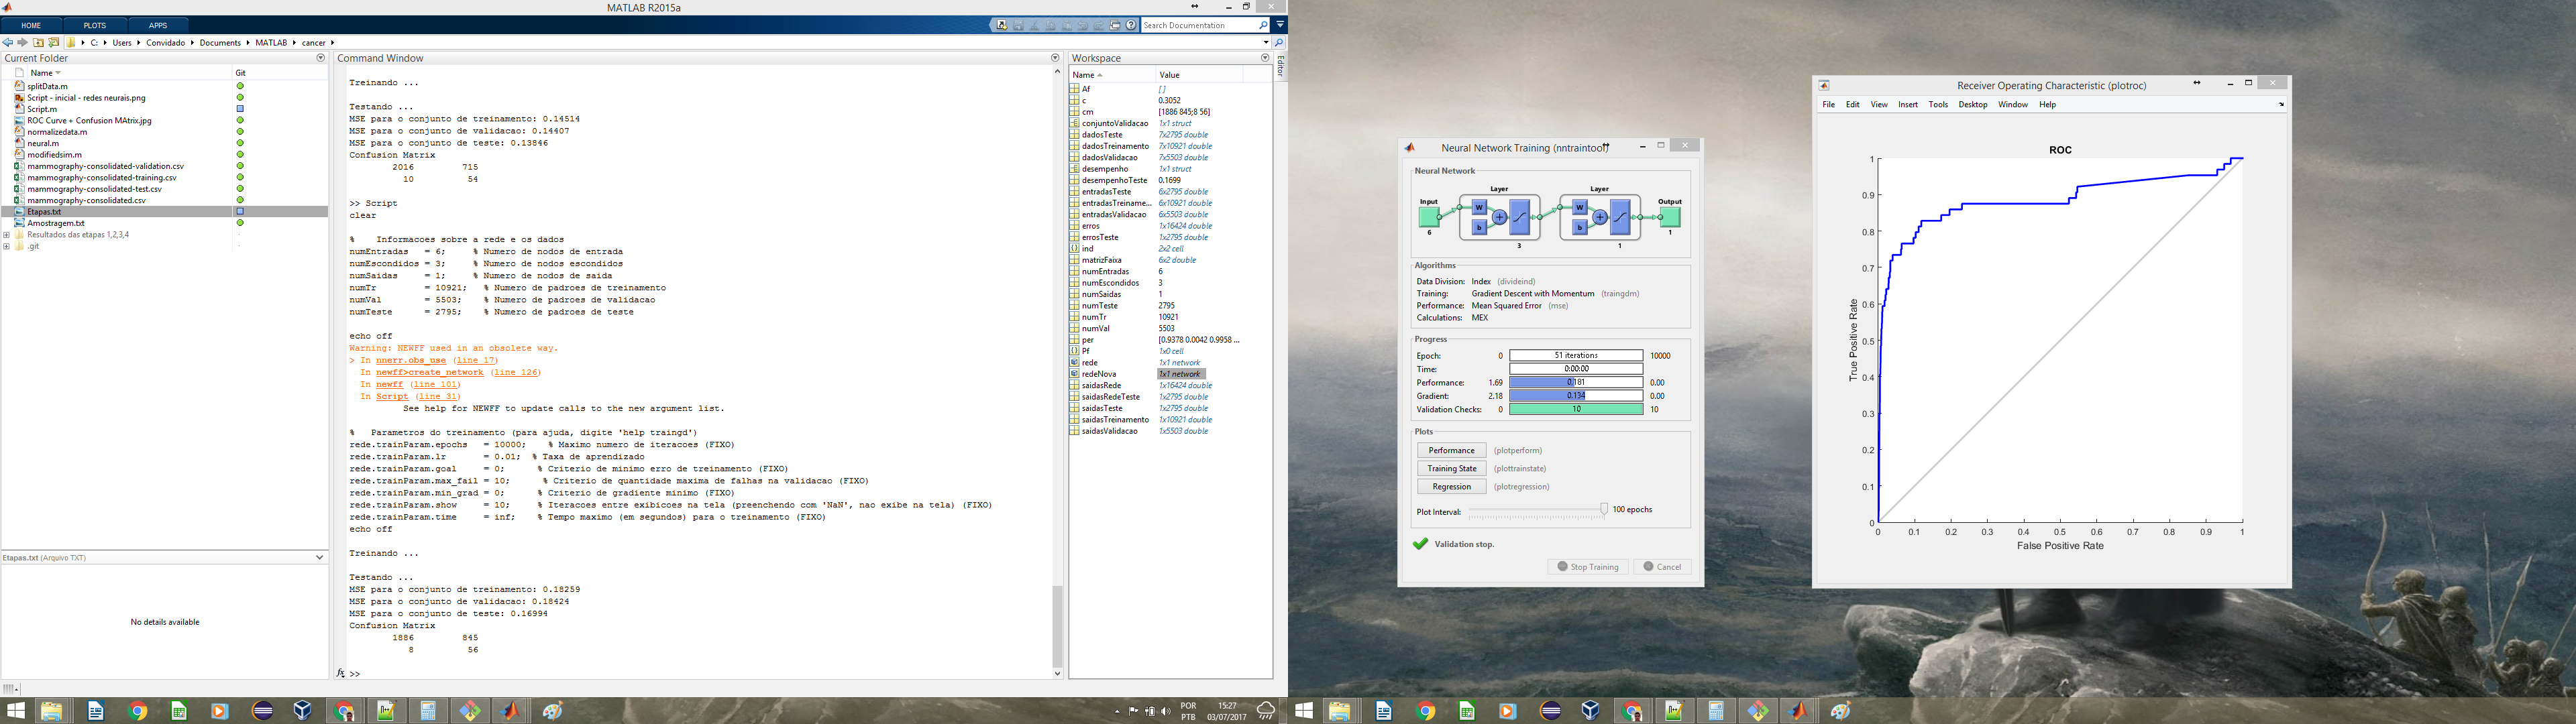 MATLAB R2015a
HOME PLOTS APPS
Search Documentation
C: Users Convidado Documents MATLAB cancer
Current Folder
Name Git
splitData.m
Script - inicial - redes neurais.png
Script.m
ROC Curve + Confusion MAtrix.jpg
normalizedata.m
neural.m
modifiedsim.m
mammography-consolidated-validation.csv
mammography-consolidated-training.csv
mammography-consolidated-test.csv
mammography-consolidated.csv
Etapas.txt
Amostragem.txt
Resultados das etapas 1,2,3,4
.git
Etapas.txt (Arquivo TXT)
No details available
Command Window
Treinando ...
Testando ...
MSE para o conjunto de treinamento: 0.14514
MSE para o conjunto de validacao: 0.14407
MSE para o conjunto de teste: 0.13846
Confusion Matrix
2016 715
10 54
>> Script
clear
% Informacoes sobre a rede e os dados
numEntradas = 6; % Numero de nodos de entrada
numEscondidos = 3; % Numero de nodos escondidos
numSaidas = 1; % Numero de nodos de saida
numTr = 10921; % Numero de padroes de treinamento
numVal = 5503; % Numero de padroes de validacao
numTeste = 2795; % Numero de padroes de teste
echo off
Warning: NEWFF used in an obsolete way.
> In nnerr.obs_use (line 17)
In newff>create_network (line 126)
In newff (line 101)
In Script (line 31)
See help for NEWFF to update calls to the new argument list.
% Parametros do treinamento (para ajuda, digite 'help traingd')
rede.trainParam.epochs = 10000; % Maximo numero de iteracoes (FIXO)
rede.trainParam.lr = 0.01; % Taxa de aprendizado
rede.trainParam.goal = 0; % Criterio de minimo erro de treinamento (FIXO)
rede.trainParam.max_fail = 10; % Criterio de quantidade maxima de falhas na validacao (FIXO)
rede.trainParam.min_grad = 0; % Criterio de gradiente minimo (FIXO)
rede.trainParam.show = 10; % Iteracoes entre exibicoes na tela (preenchendo com 'NaN', nao exibe na tela) (FIXO)
rede.trainParam.time = inf; % Tempo maximo (em segundos) para o treinamento (FIXO)
echo off
Treinando ...
Testando ...
MSE para o conjunto de treinamento: 0.18259
MSE para o conjunto de validacao: 0.18424
MSE para o conjunto de teste: 0.16994
Confusion Matrix
1886 845
8 56
fx >>
Workspace
Name Value
Af []
c 0.3052
cm [1886 845;8 56]
conjuntoValidacao 1x1 struct
dadosTeste 7x2795 double
dadosTreinamento 7x10921 double
dadosValidacao 7x5503 double
desempenho 1x1 struct
desempenhoTeste 0.1699
entradasTeste 6x2795 double
entradasTreiname... 6x10921 double
entradasValidacao 6x5503 double
erros 1x16424 double
errosTeste 1x2795 double
ind 2x2 cell
matrizFaixa 6x2 double
numEntradas 6
numEscondidos 3
numSaidas 1
numTeste 2795
numTr 10921
numVal 5503
per [0.9378 0.0042 0.9958 ...
Pf 1x0 cell
rede 1x1 network
redeNova 1x1 network
saidasRede 1x16424 double
saidasRedeTeste 1x2795 double
saidasTeste 1x2795 double
saidasTreinamento 1x10921 double
saidasValidacao 1x5503 double
Editor
POR
PTB
15:27
03/07/2017
Neural Network Training (nntraintool)
Neural Network
Layer Layer
Input Output
W W
b b
6 3 1 1
Algorithms
Data Division: Index (divideind)
Training: Gradient Descent with Momentum (traingdm)
Performance: Mean Squared Error (mse)
Calculations: MEX
Progress
Epoch: 0 51 iterations 10000
Time: 0:00:00
Performance: 1.69 0.181 0.00
Gradient: 2.18 0.134 0.00
Validation Checks: 0 10 10
Plots
Performance (plotperform)
Training State (plottrainstate)
Regression (plotregression)
Plot Interval: 100 epochs
Validation stop.
Stop Training Cancel
Receiver Operating Characteristic (plotroc)
File Edit View Insert Tools Desktop Window Help
ROC
True Positive Rate
1
0.9
0.8
0.7
0.6
0.5
0.4
0.3
0.2
0.1
0
0 0.1 0.2 0.3 0.4 0.5 0.6 0.7 0.8 0.9 1
False Positive Rate